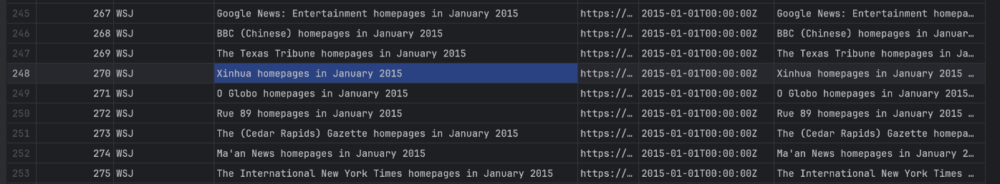 245 267 WSJ Google News: Entertainment homepages in January 2015 https://… 2015-01-01T00:00:00Z Google News: Entertainment homepa…
246 268 WSJ BBC (Chinese) homepages in January 2015 https://… 2015-01-01T00:00:00Z BBC (Chinese) homepages in Januar…
247 269 WSJ The Texas Tribune homepages in January 2015 https://… 2015-01-01T00:00:00Z The Texas Tribune homepages in Ja…
248 270 WSJ Xinhua homepages in January 2015 https://… 2015-01-01T00:00:00Z Xinhua homepages in January 2015 …
249 271 WSJ O Globo homepages in January 2015 https://… 2015-01-01T00:00:00Z O Globo homepages in January 2015…
250 272 WSJ Rue 89 homepages in January 2015 https://… 2015-01-01T00:00:00Z Rue 89 homepages in January 2015 …
251 273 WSJ The (Cedar Rapids) Gazette homepages in January 2015 https://… 2015-01-01T00:00:00Z The (Cedar Rapids) Gazette homepa…
252 274 WSJ Ma'an News homepages in January 2015 https://… 2015-01-01T00:00:00Z Ma'an News homepages in January 2…
253 275 WSJ The International New York Times homepages in January 2015 https://… 2015-01-01T00:00:00Z The International New York Times …